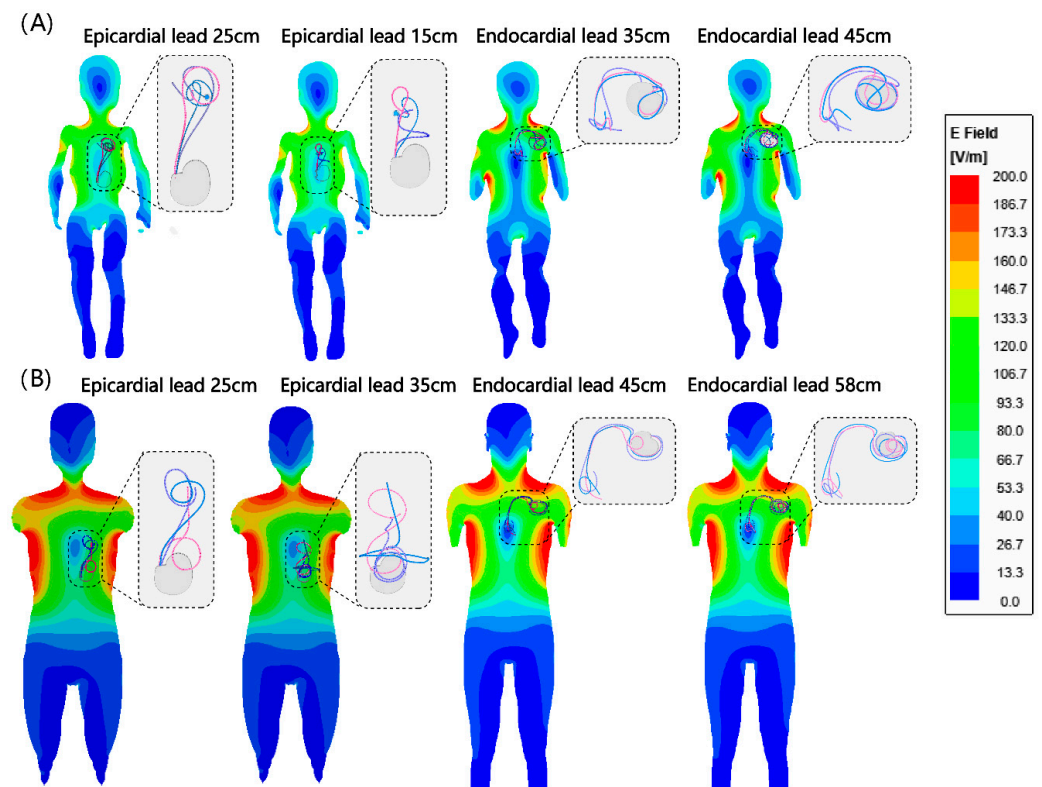 (A)
Epicardial lead 25cm
Epicardial lead 15cm
Endocardial lead 35cm
Endocardial lead 45cm
(B)
Epicardial lead 25cm
Epicardial lead 35cm
Endocardial lead 45cm
Endocardial lead 58cm
E Field
[V/m]
200.0
186.7
173.3
160.0
146.7
133.3
120.0
106.7
93.3
80.0
66.7
53.3
40.0
26.7
13.3
0.0